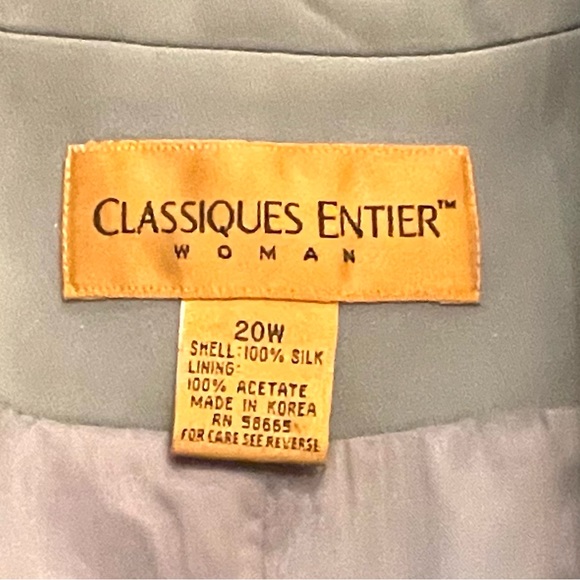 CLASSIQUES ENTIER™
WOMAN
20W
SHELL: 100% SILK
LINING:
100% ACETATE
MADE IN KOREA
RN 58665
FOR CARE SEE REVERSE